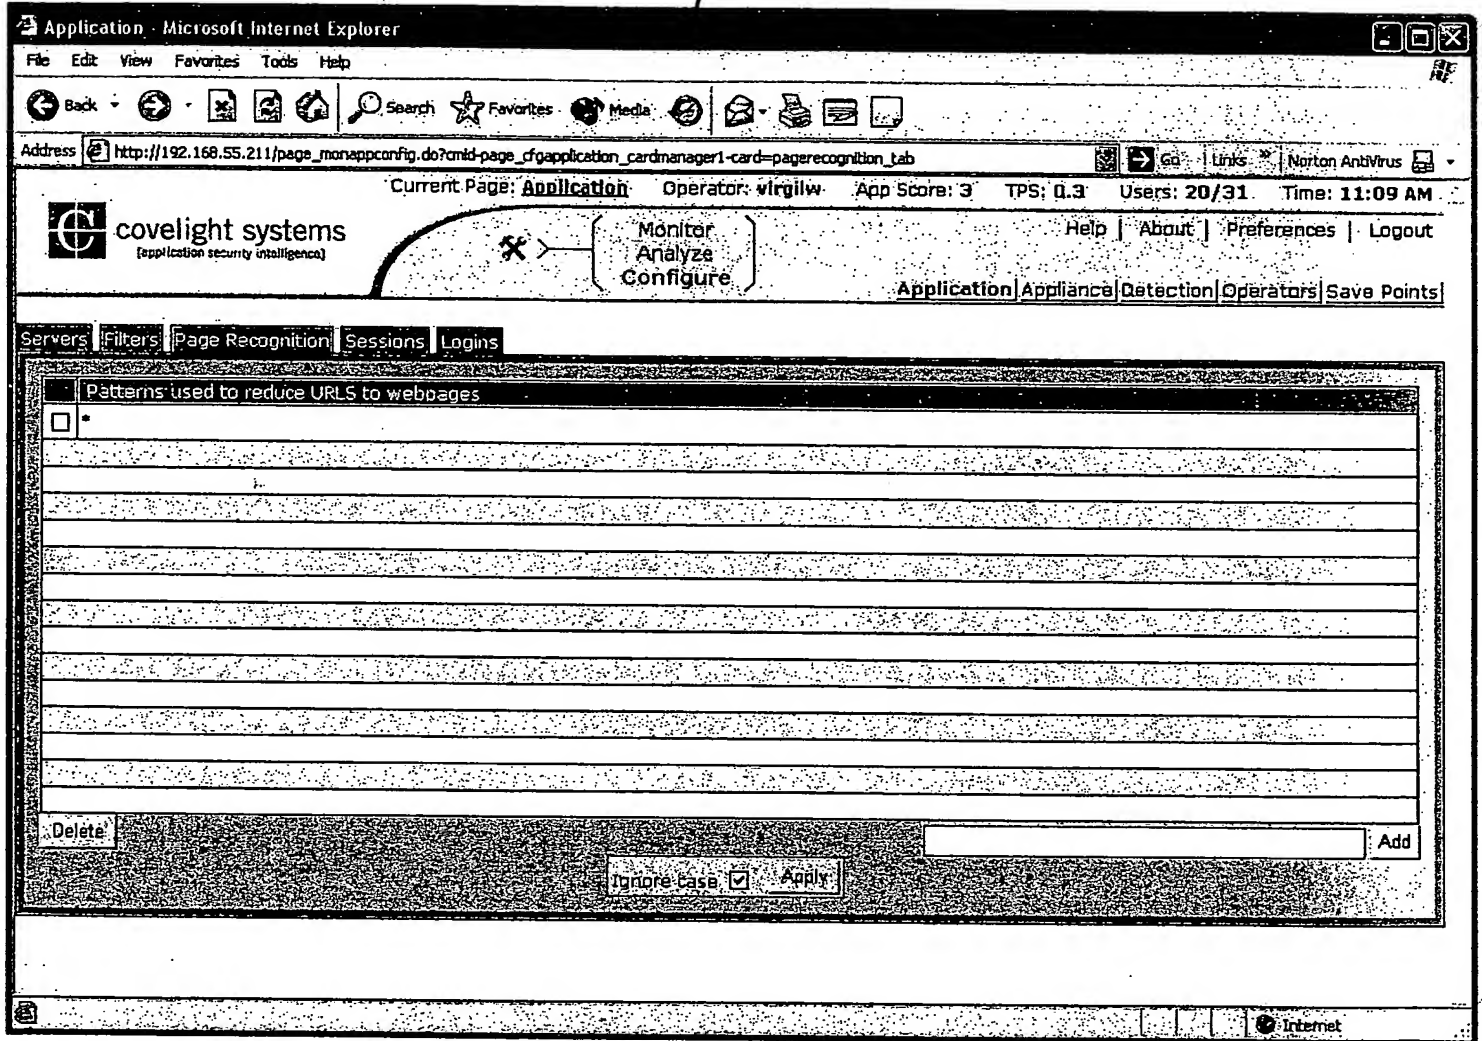 Application - Microsoft Internet Explorer
File Edit View Favorites Tools Help
Back Search Favorites Media
Address http://192.168.55.211/page_monappconfig.do?cmid-page_cfgapplication_cardmanager1-card=pagerecognition_tab Go Links » Norton AntiVirus
Current Page: Application Operator: virgilw App Score: 3 TPS: 0.3 Users: 20/31 Time: 11:09 AM
covelight systems
[application security intelligence]
Monitor
Analyze
Configure
Help | About | Preferences | Logout
Application|Appliance|Detection|Operators|Save Points|
Servers Filters Page Recognition Sessions Logins
Patterns used to reduce URLS to webpages
*
Delete
Add
Ignore case Apply
Internet